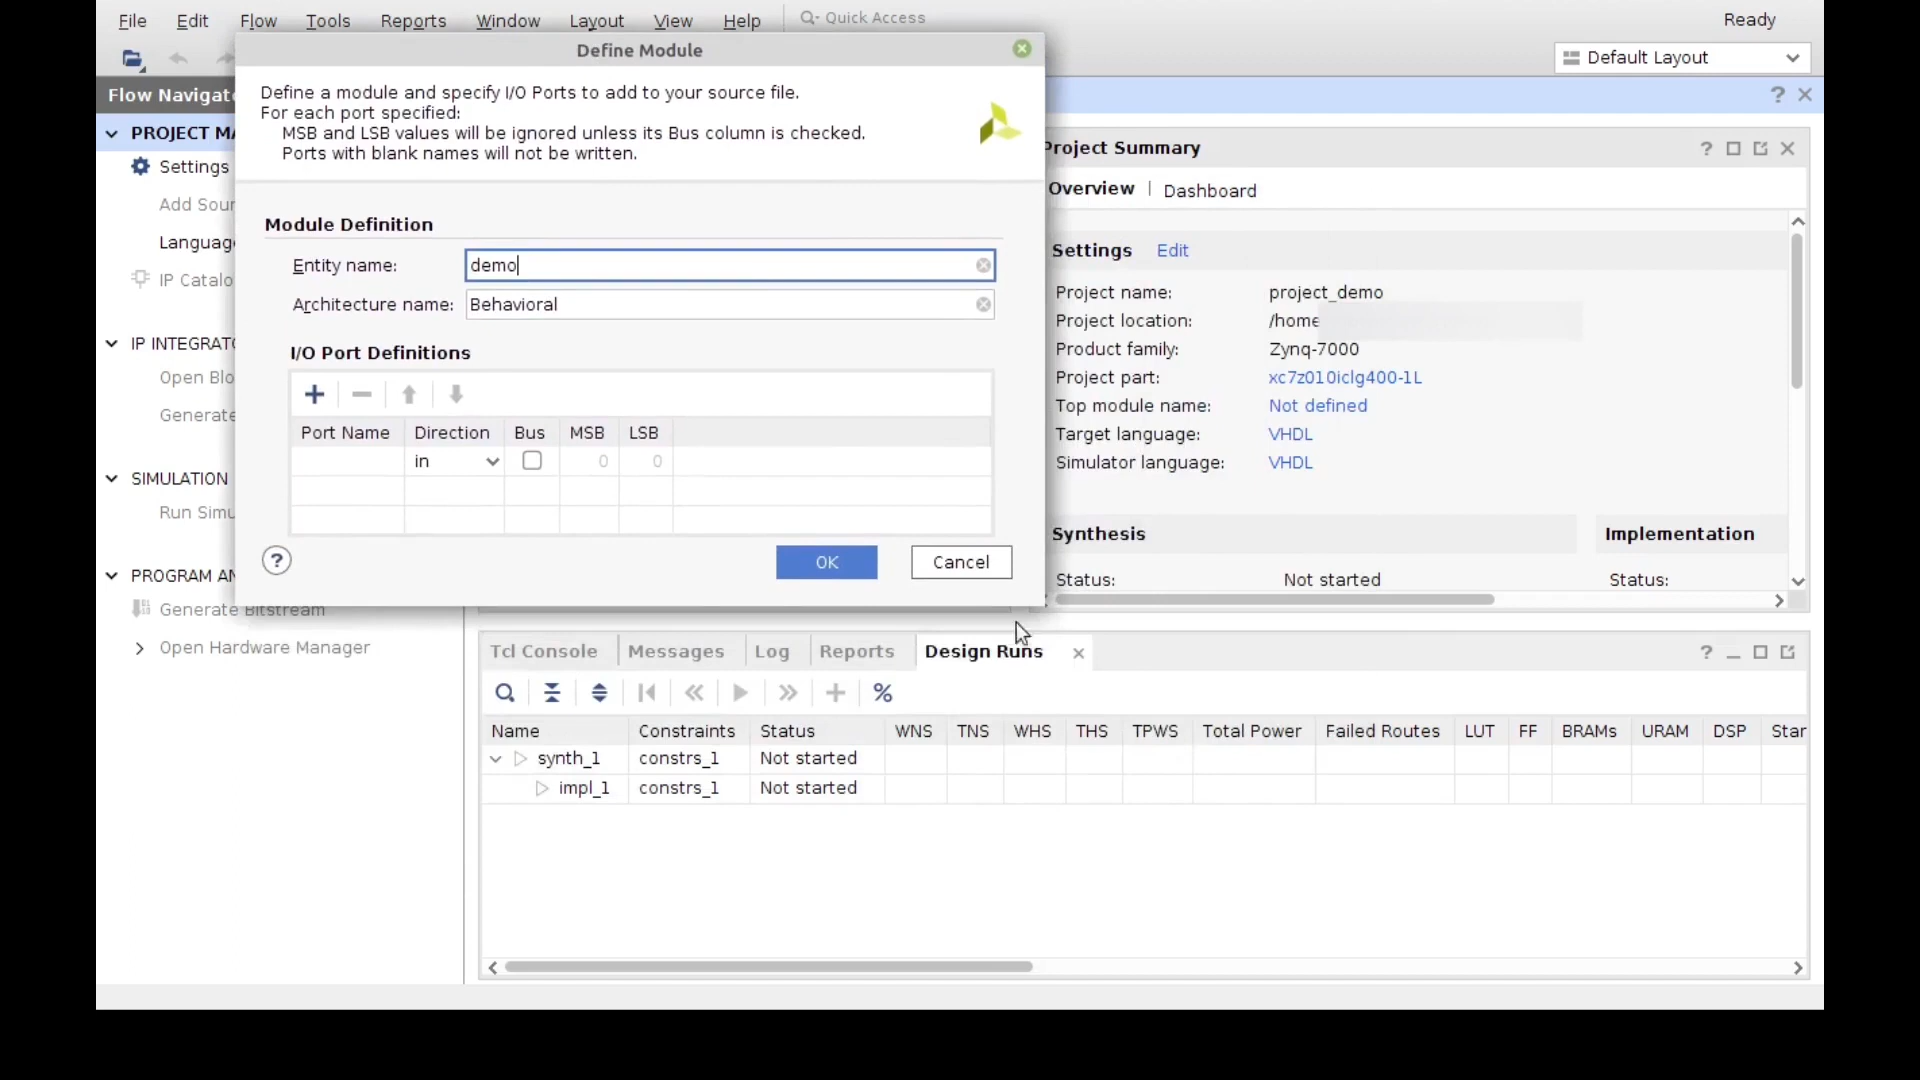 File Edit Flow Tools Reports Window Layout View Help Quick Access Ready
Default Layout
Define Module
Define a module and specify I/O Ports to add to your source file.
For each port specified:
MSB and LSB values will be ignored unless its Bus column is checked.
Ports with blank names will not be written.
Module Definition
Entity name: demo
Architecture name: Behavioral
I/O Port Definitions
Port Name Direction Bus MSB LSB
in 0 0
? OK Cancel
Flow Navigat
PROJECT MA
Settings
Add Sour
Language
IP Catalo
IP INTEGRAT
Open Blo
Generate
SIMULATION
Run Simu
PROGRAM AN
Generate Bitstream
Open Hardware Manager
?
Project Summary ?
Overview | Dashboard
Settings Edit
Project name: project_demo
Project location: /home
Product family: Zynq-7000
Project part: xc7z010iclg400-1L
Top module name: Not defined
Target language: VHDL
Simulator language: VHDL
Synthesis Implementation
Status: Not started Status:
Tcl Console Messages Log Reports Design Runs × ?
%
Name Constraints Status WNS TNS WHS THS TPWS Total Power Failed Routes LUT FF BRAMs URAM DSP Star
synth_1 constrs_1 Not started
impl_1 constrs_1 Not started